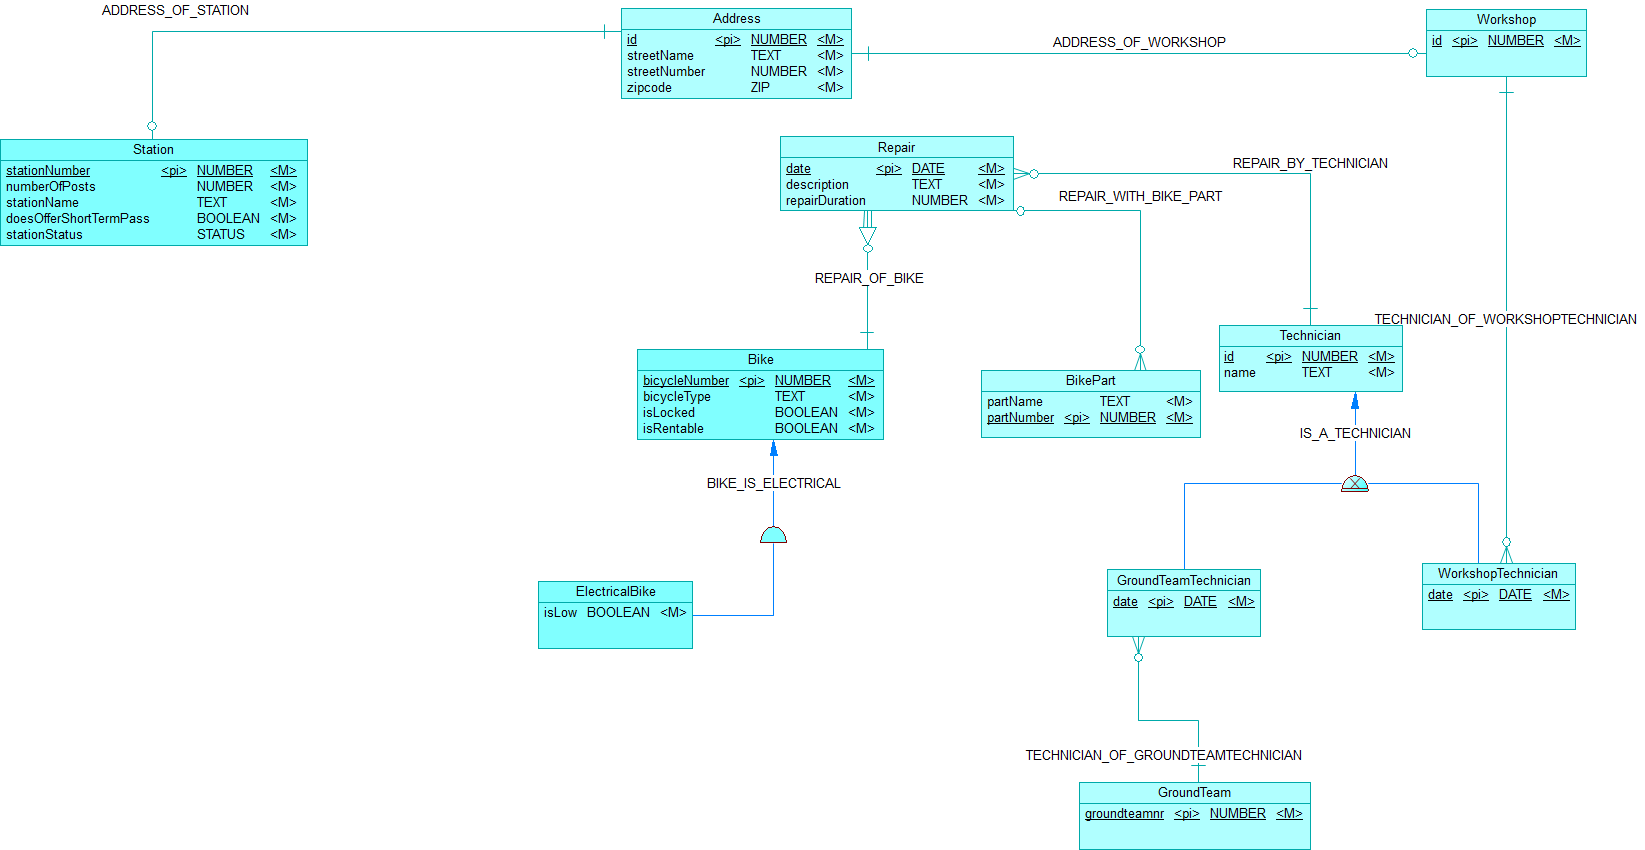 ADDRESS_OF_STATION
Address
id <pi> NUMBER <M>
streetName TEXT <M>
streetNumber NUMBER <M>
zipcode ZIP <M>
ADDRESS_OF_WORKSHOP
Workshop
id <pi> NUMBER <M>
Station
stationNumber <pi> NUMBER <M>
numberOfPosts NUMBER <M>
stationName TEXT <M>
doesOfferShortTermPass BOOLEAN <M>
stationStatus STATUS <M>
Repair
date <pi> DATE <M>
description TEXT <M>
repairDuration NUMBER <M>
REPAIR_BY_TECHNICIAN
REPAIR_WITH_BIKE_PART
REPAIR_OF_BIKE
TECHNICIAN_OF_WORKSHOPTECHNICIAN
Technician
id <pi> NUMBER <M>
name TEXT <M>
Bike
bicycleNumber <pi> NUMBER <M>
bicycleType TEXT <M>
isLocked BOOLEAN <M>
isRentable BOOLEAN <M>
BikePart
partName TEXT <M>
partNumber <pi> NUMBER <M>
IS_A_TECHNICIAN
BIKE_IS_ELECTRICAL
ElectricalBike
isLow BOOLEAN <M>
GroundTeamTechnician
date <pi> DATE <M>
WorkshopTechnician
date <pi> DATE <M>
TECHNICIAN_OF_GROUNDTEAMTECHNICIAN
GroundTeam
groundteamnr <pi> NUMBER <M>